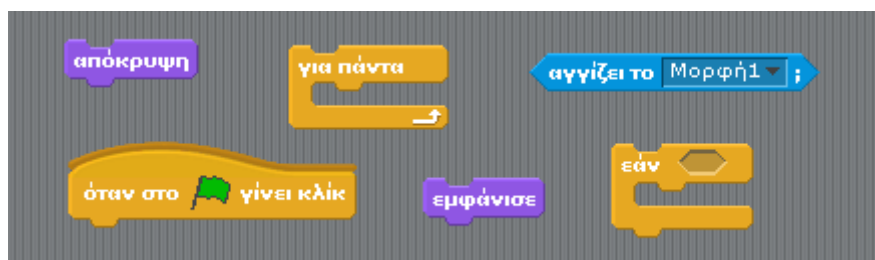 απόκρυψη
για πάντα
αγγίζει το Μορφή1 ;
όταν στο γίνει κλίκ
εμφάνισε
εάν